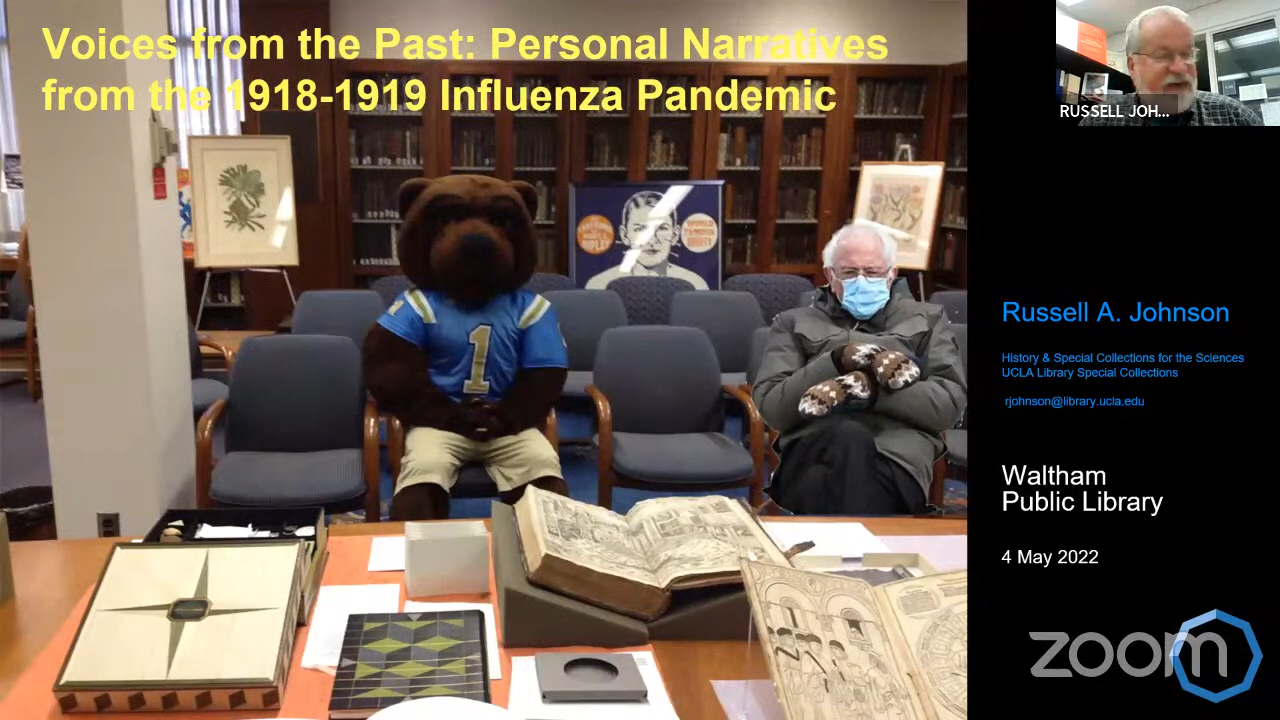 Voices from the Past: Personal Narratives
from the 1918-1919 Influenza Pandemic
RUSSELL JOH...
1
Russell A. Johnson
History & Special Collections for the Sciences
UCLA Library Special Collections
rjohnson@library.ucla.edu
Waltham
Public Library
4 May 2022
zoom